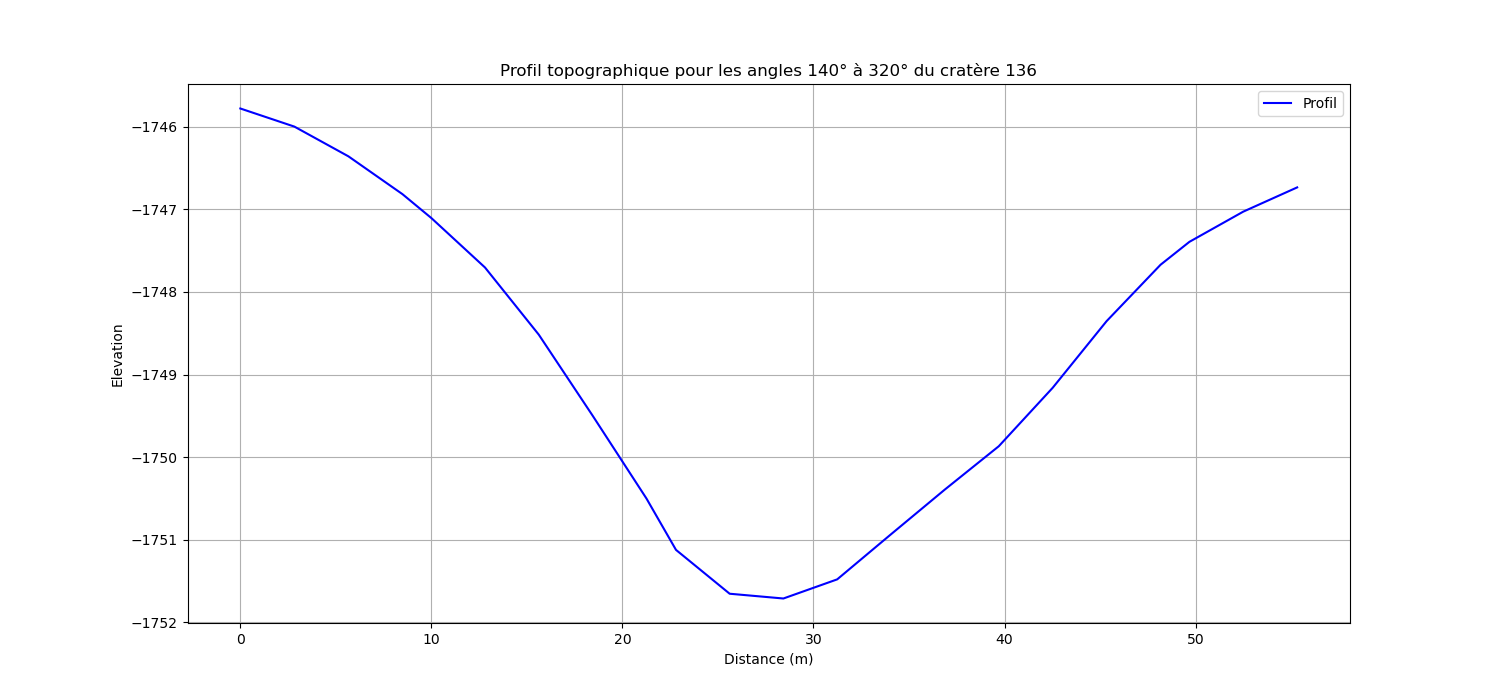 Profil topographique pour les angles 140° à 320° du cratère 136
Profil
−1746
−1747
−1748
−1749
−1750
−1751
−1752
Elevation
0 10 20 30 40 50
Distance (m)